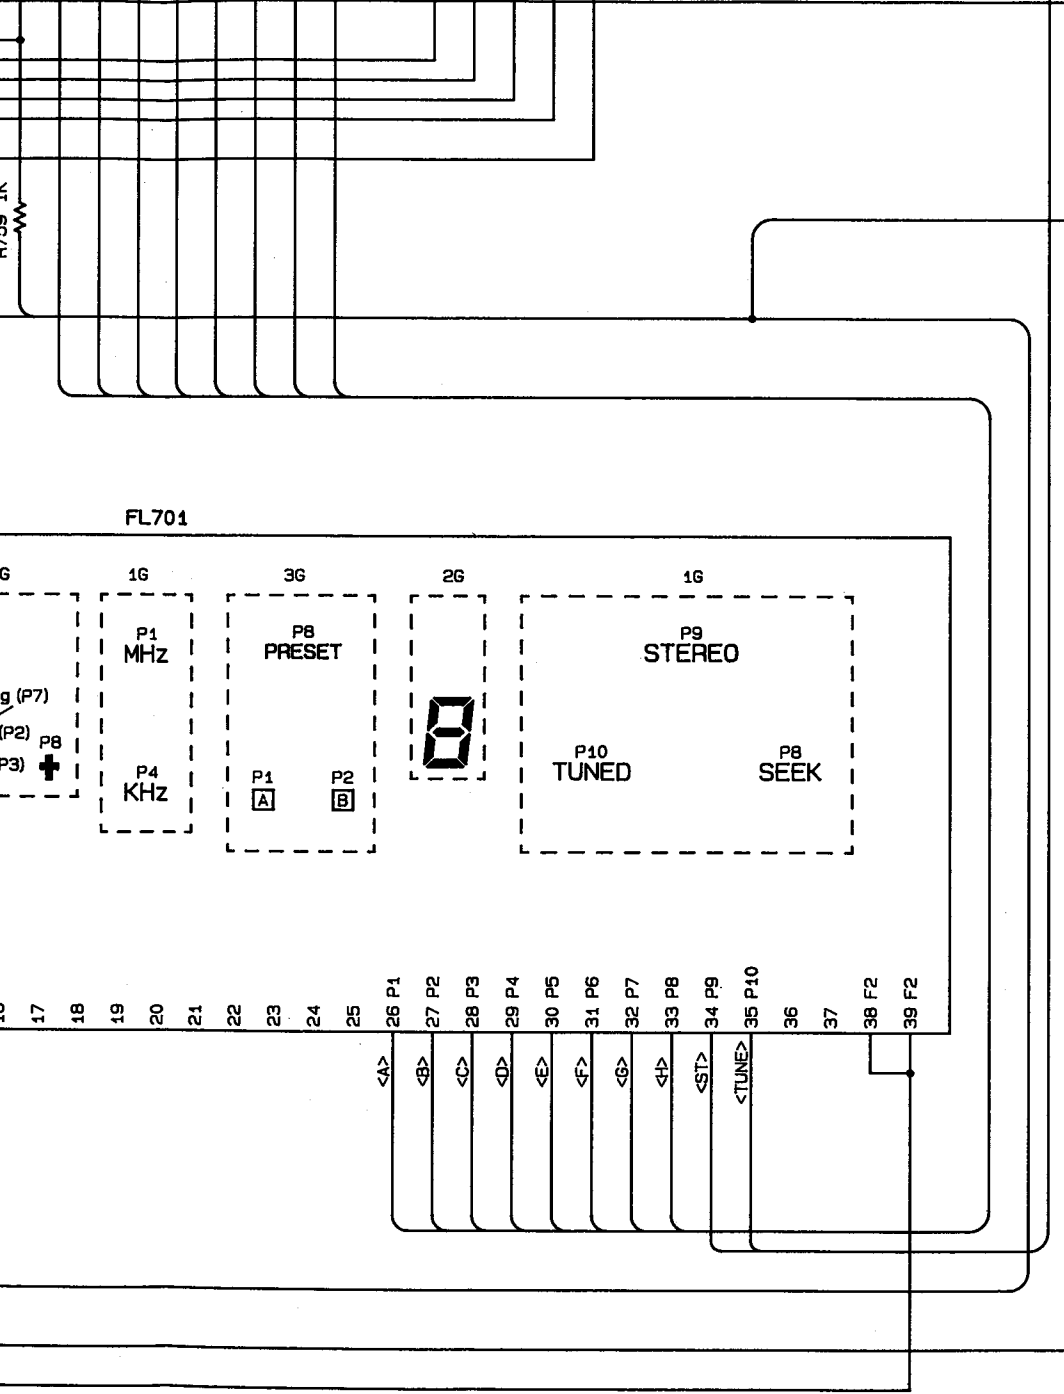 FL701
G
1G
3G
2G
1G
P1
MHz
P8
PRESET
P9
STEREO
g (P7)
(P2)
P8
P3)
P4
KHz
P1
A
P2
B
P10
TUNED
P8
SEEK
17
18
19
20
21
22
23
24
25
26 P1
27 P2
28 P3
29 P4
30 P5
31 P6
32 P7
33 P8
34 P9
35 P10
36
37
38 F2
39 F2
<A>
<B>
<C>
<D>
<E>
<F>
<G>
<H>
<ST>
<TUNE>